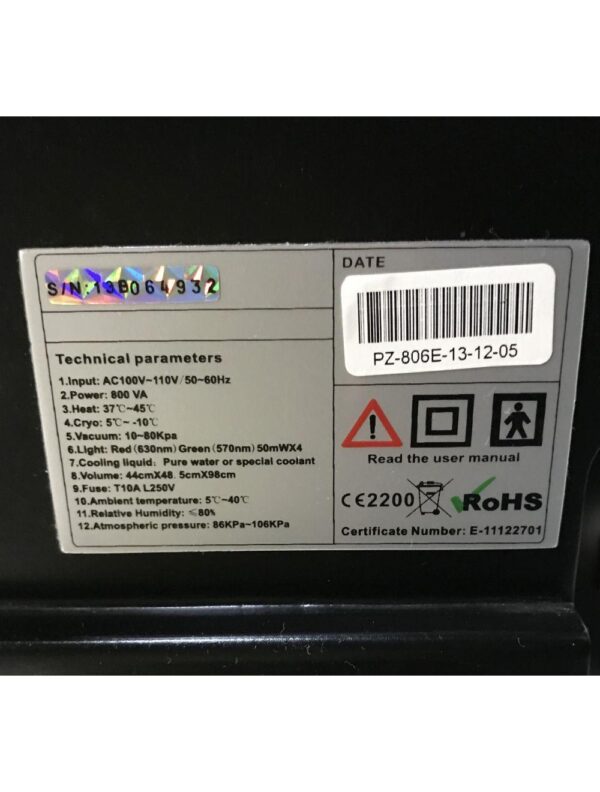 S/N:13B064932
DATE
PZ-806E-13-12-05
Technical parameters
1.Input: AC100V~110V/50~60Hz
2.Power: 800 VA
3.Heat: 37℃~45℃
4.Cryo: 5℃~ -10℃
5.Vacuum: 10~80Kpa
6.Light: Red(630nm) Green(570nm) 50mWX4
7.Cooling liquid: Pure water or special coolant
8.Volume: 44cmX48. 5cmX98cm
9.Fuse: T10A L250V
10.Ambient temperature: 5℃~40℃
11.Relative Humidity: ≤80%
12.Atmospheric pressure: 86KPa~106KPa
Read the user manual
CE2200 RoHS
Certificate Number: E-11122701